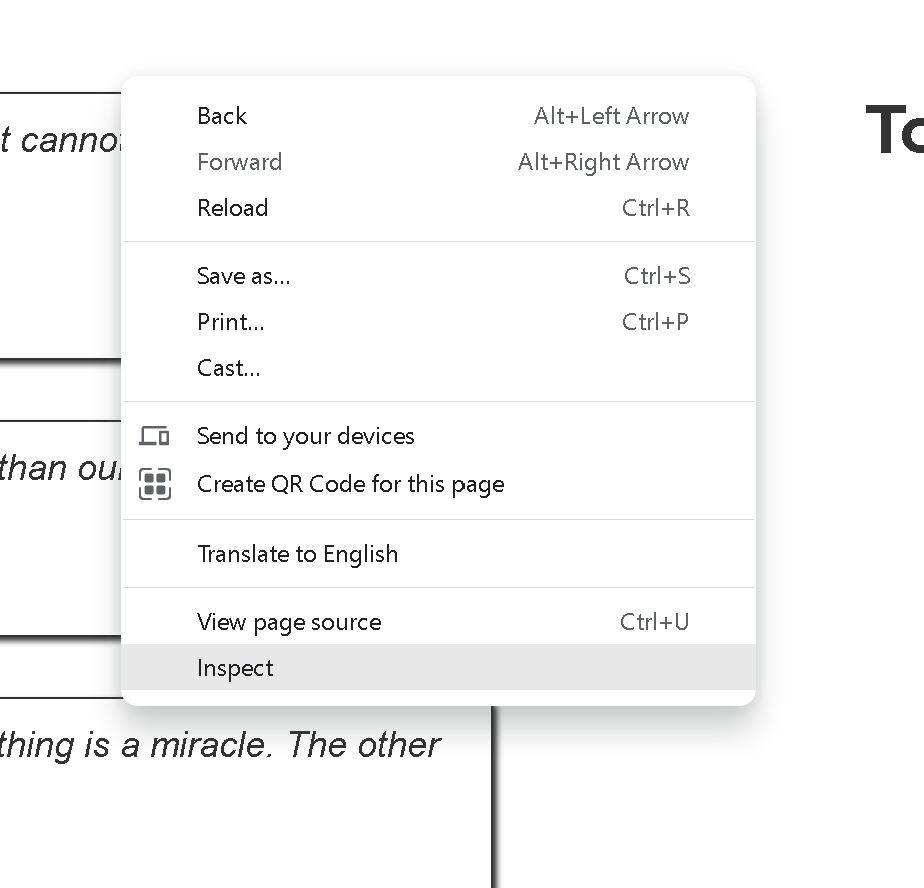 t cannot
To
Back Alt+Left Arrow
Forward Alt+Right Arrow
Reload Ctrl+R
Save as... Ctrl+S
Print... Ctrl+P
Cast...
than our
Send to your devices
Create QR Code for this page
Translate to English
View page source Ctrl+U
Inspect
thing is a miracle. The other